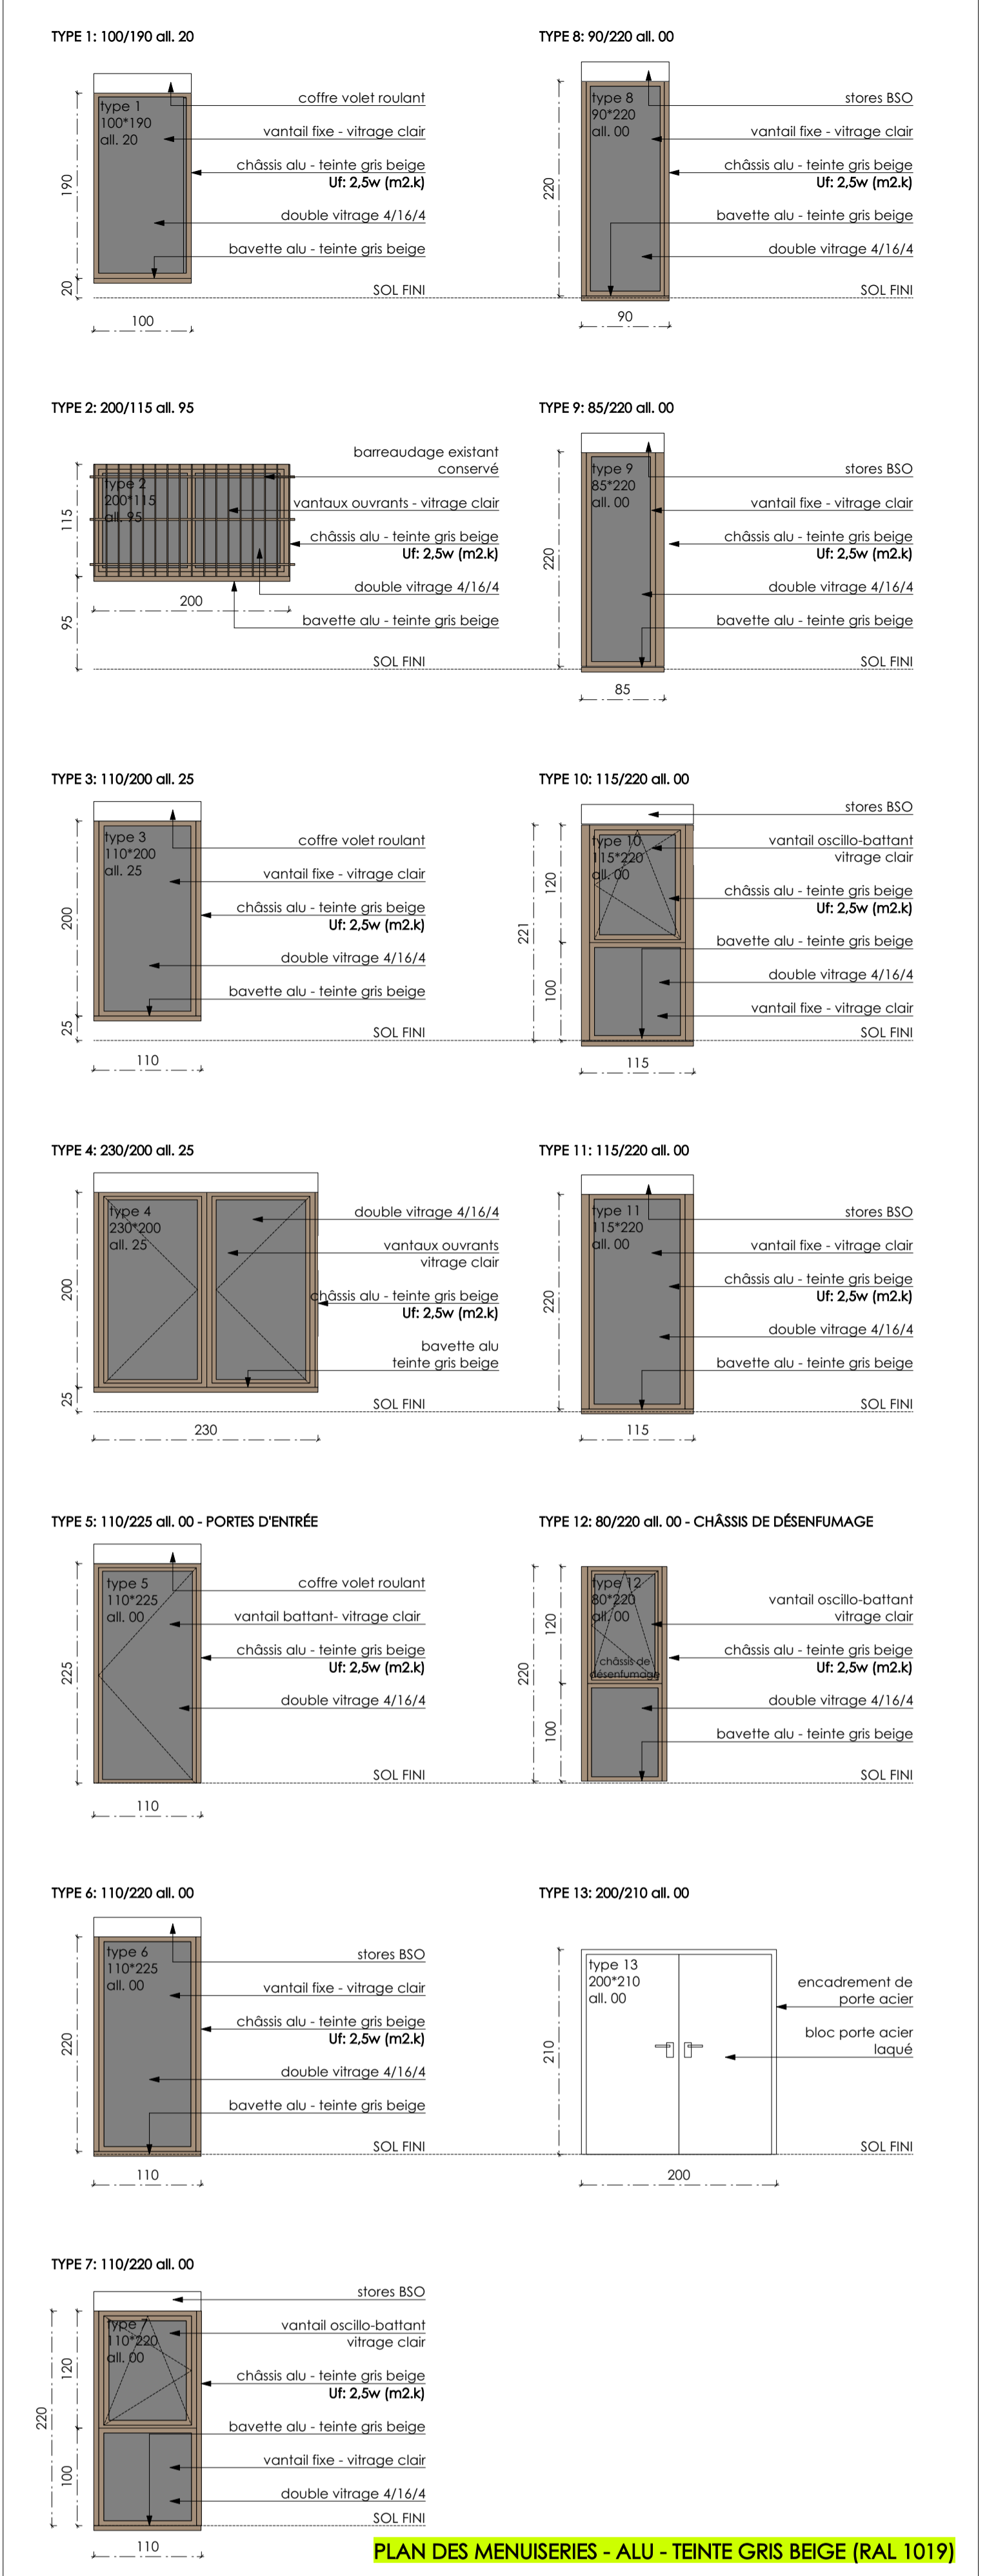 TYPE 1: 100/190 all. 20
type 1
100*190
all. 20
coffre volet roulant
vantail fixe - vitrage clair
châssis alu - teinte gris beige
Uf: 2,5w (m2.k)
double vitrage 4/16/4
bavette alu - teinte gris beige
SOL FINI
190
20
100
TYPE 8: 90/220 all. 00
type 8
90*220
all. 00
stores BSO
vantail fixe - vitrage clair
châssis alu - teinte gris beige
Uf: 2,5w (m2.k)
bavette alu - teinte gris beige
double vitrage 4/16/4
SOL FINI
220
90
TYPE 2: 200/115 all. 95
type 2
200*115
all. 95
barreaudage existant
conservé
vantaux ouvrants - vitrage clair
châssis alu - teinte gris beige
Uf: 2,5w (m2.k)
double vitrage 4/16/4
bavette alu - teinte gris beige
SOL FINI
115
95
200
TYPE 9: 85/220 all. 00
type 9
85*220
all. 00
stores BSO
vantail fixe - vitrage clair
châssis alu - teinte gris beige
Uf: 2,5w (m2.k)
double vitrage 4/16/4
bavette alu - teinte gris beige
SOL FINI
220
85
TYPE 3: 110/200 all. 25
type 3
110*200
all. 25
coffre volet roulant
vantail fixe - vitrage clair
châssis alu - teinte gris beige
Uf: 2,5w (m2.k)
double vitrage 4/16/4
bavette alu - teinte gris beige
SOL FINI
200
25
110
TYPE 10: 115/220 all. 00
type 10
115*220
all. 00
stores BSO
vantail oscillo-battant
vitrage clair
châssis alu - teinte gris beige
Uf: 2,5w (m2.k)
bavette alu - teinte gris beige
double vitrage 4/16/4
vantail fixe - vitrage clair
SOL FINI
221
120
100
115
TYPE 4: 230/200 all. 25
type 4
230*200
all. 25
double vitrage 4/16/4
vantaux ouvrants
vitrage clair
châssis alu - teinte gris beige
Uf: 2,5w (m2.k)
bavette alu
teinte gris beige
SOL FINI
200
25
230
TYPE 11: 115/220 all. 00
type 11
115*220
all. 00
stores BSO
vantail fixe - vitrage clair
châssis alu - teinte gris beige
Uf: 2,5w (m2.k)
double vitrage 4/16/4
bavette alu - teinte gris beige
SOL FINI
220
115
TYPE 5: 110/225 all. 00 - PORTES D'ENTRÉE
type 5
110*225
all. 00
coffre volet roulant
vantail battant- vitrage clair
châssis alu - teinte gris beige
Uf: 2,5w (m2.k)
double vitrage 4/16/4
SOL FINI
225
110
TYPE 12: 80/220 all. 00 - CHÂSSIS DE DÉSENFUMAGE
type 12
80*220
all. 00
châssis de
désenfumage
vantail oscillo-battant
vitrage clair
châssis alu - teinte gris beige
Uf: 2,5w (m2.k)
double vitrage 4/16/4
bavette alu - teinte gris beige
SOL FINI
220
120
100
TYPE 6: 110/220 all. 00
type 6
110*225
all. 00
stores BSO
vantail fixe - vitrage clair
châssis alu - teinte gris beige
Uf: 2,5w (m2.k)
double vitrage 4/16/4
bavette alu - teinte gris beige
SOL FINI
220
110
TYPE 13: 200/210 all. 00
type 13
200*210
all. 00
encadrement de
porte acier
bloc porte acier
laqué
SOL FINI
210
200
TYPE 7: 110/220 all. 00
type 7
110*220
all. 00
stores BSO
vantail oscillo-battant
vitrage clair
châssis alu - teinte gris beige
Uf: 2,5w (m2.k)
bavette alu - teinte gris beige
vantail fixe - vitrage clair
double vitrage 4/16/4
SOL FINI
220
120
100
110
PLAN DES MENUISERIES - ALU - TEINTE GRIS BEIGE (RAL 1019)